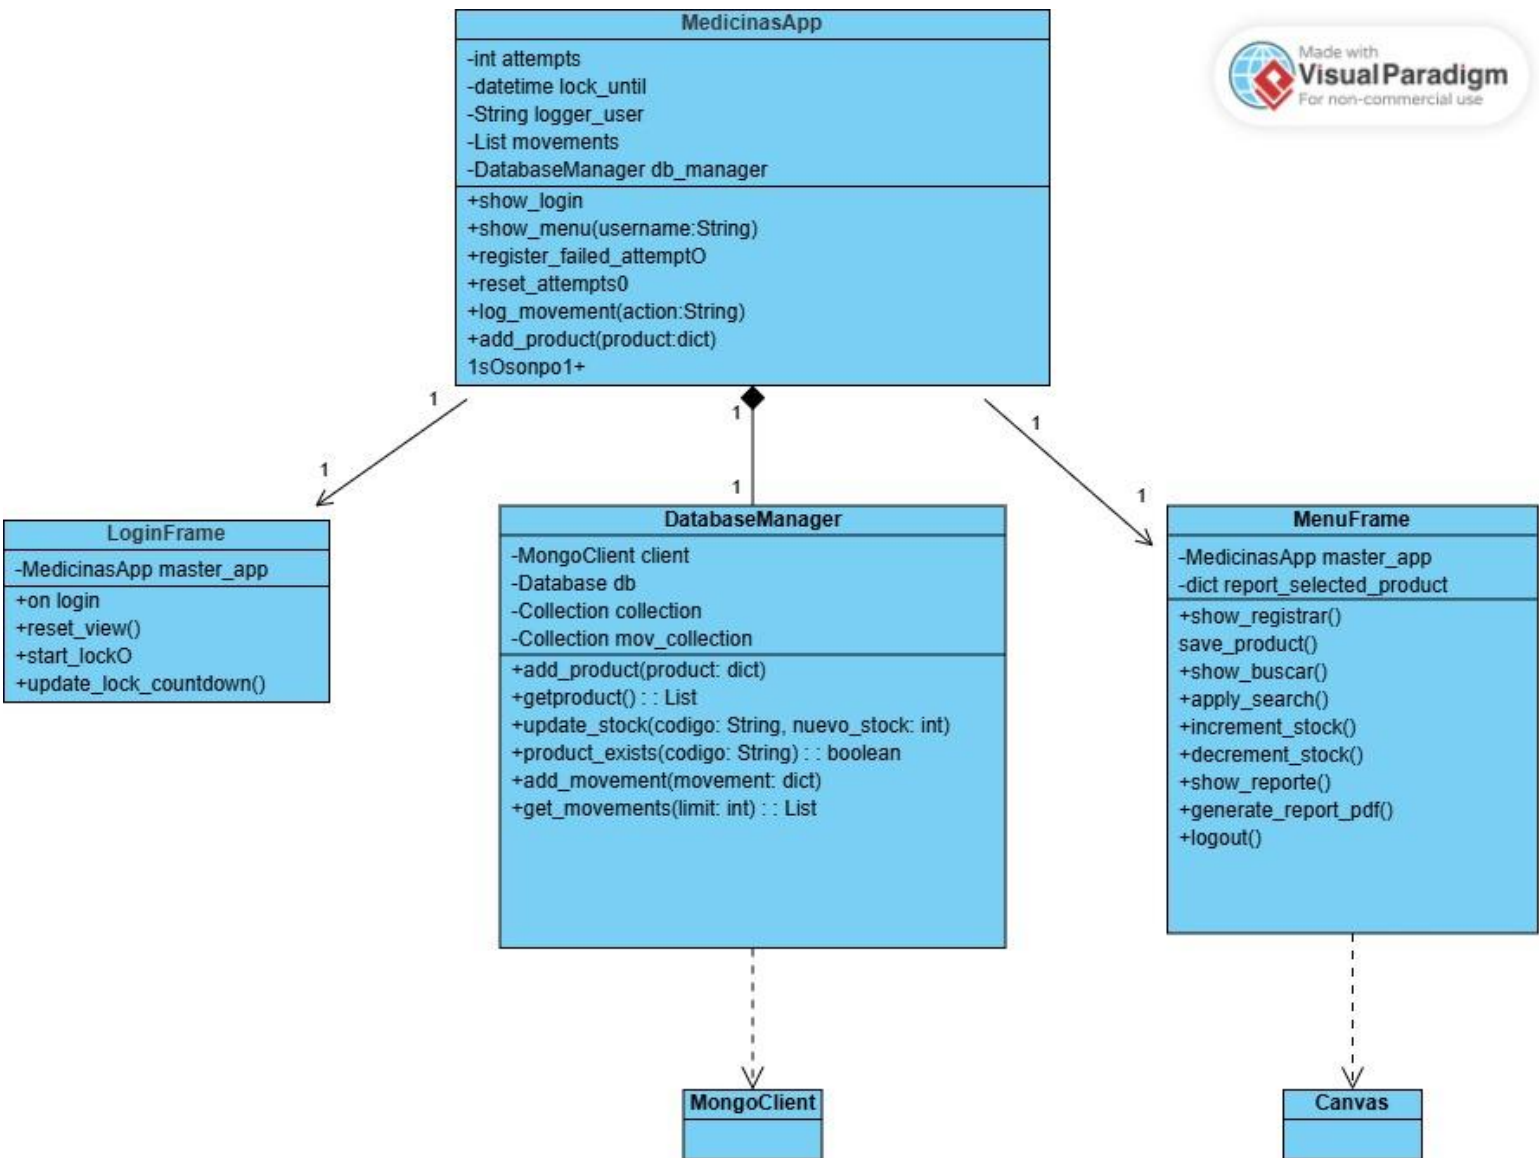 MedicinasApp
-int attempts
-datetime lock_until
-String logger_user
-List movements
-DatabaseManager db_manager
+show_login
+show_menu(username:String)
+register_failed_attemptO
+reset_attempts0
+log_movement(action:String)
+add_product(product:dict)
1sOsonpo1+
Made with
Visual Paradigm
For non-commercial use
1
1
1
1
1
1
LoginFrame
-MedicinasApp master_app
+on login
+reset_view()
+start_lockO
+update_lock_countdown()
DatabaseManager
-MongoClient client
-Database db
-Collection collection
-Collection mov_collection
+add_product(product: dict)
+getproduct() : : List
+update_stock(codigo: String, nuevo_stock: int)
+product_exists(codigo: String) : : boolean
+add_movement(movement: dict)
+get_movements(limit: int) : : List
MenuFrame
-MedicinasApp master_app
-dict report_selected_product
+show_registrar()
save_product()
+show_buscar()
+apply_search()
+increment_stock()
+decrement_stock()
+show_reporte()
+generate_report_pdf()
+logout()
MongoClient
Canvas